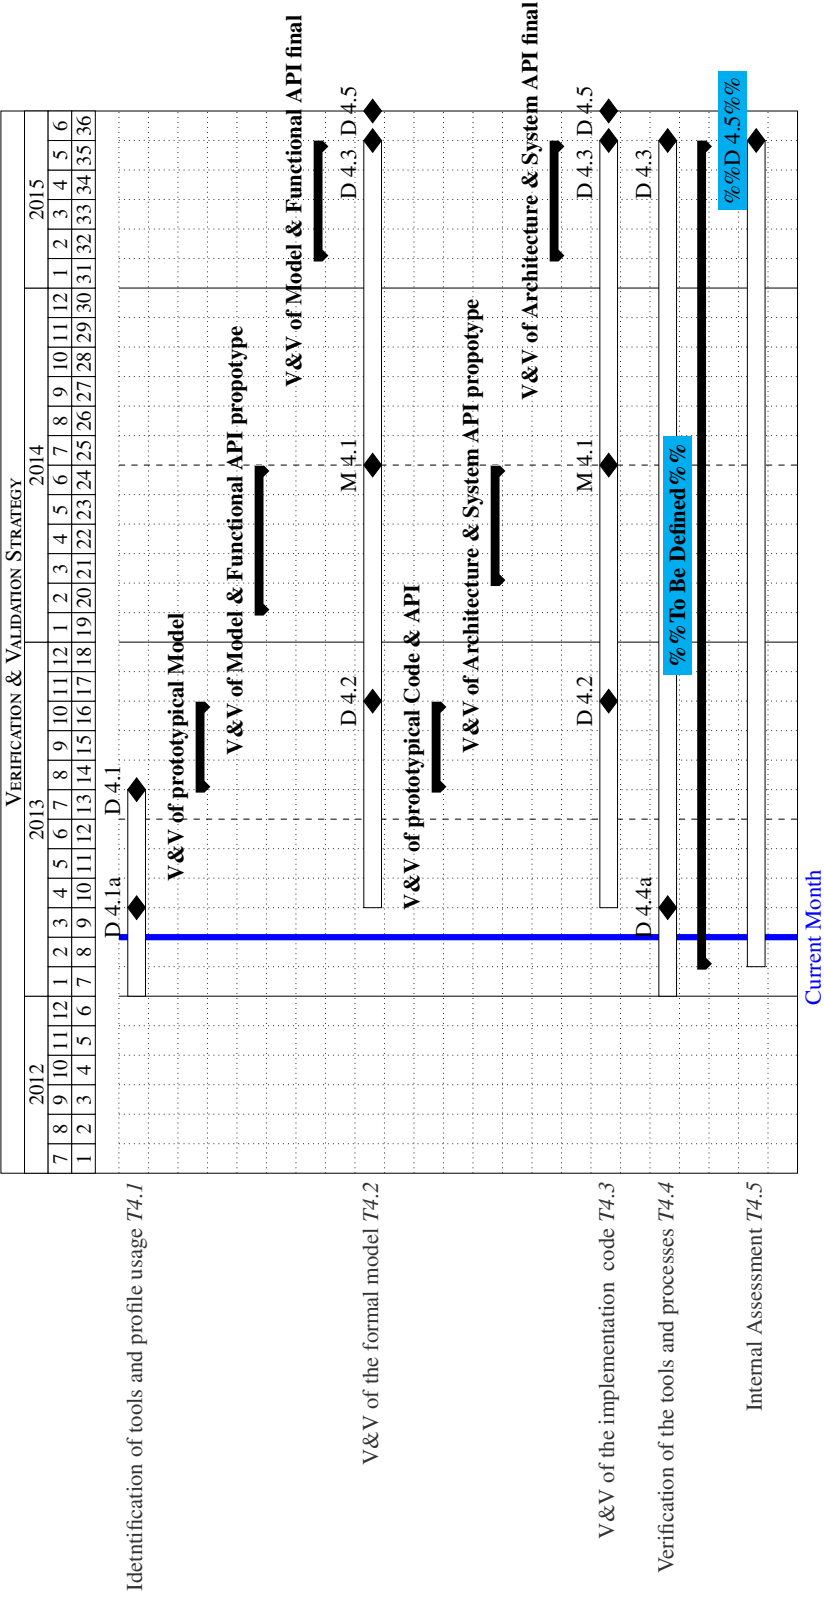 VERIFICATION & VALIDATION STRATEGY
2012 2013 2014 2015
7 8 9 10 11 12 1 2 3 4 5 6 7 8 9 10 11 12 1 2 3 4 5 6 7 8 9 10 11 12 1 2 3 4 5 6
1 2 3 4 5 6 7 8 9 10 11 12 13 14 15 16 17 18 19 20 21 22 23 24 25 26 27 28 29 30 31 32 33 34 35 36
D 4.1a D 4.1
Idetntification of tools and profile usage T4.1
V&V of prototypical Model
V&V of Model & Functional API propotype
V&V of Model & Functional API final
D 4.2 M 4.1 D 4.3 D 4.5
V&V of the formal model T4.2
V&V of prototypical Code & API
V&V of Architecture & System API propotype
V&V of Architecture & System API final
D 4.2 M 4.1 D 4.3 D 4.5
V&V of the implementation code T4.3
D 4.4a D 4.3
Verification of the tools and processes T4.4
%%To Be Defined%%
%%D 4.5%%
Internal Assessment T4.5
Current Month